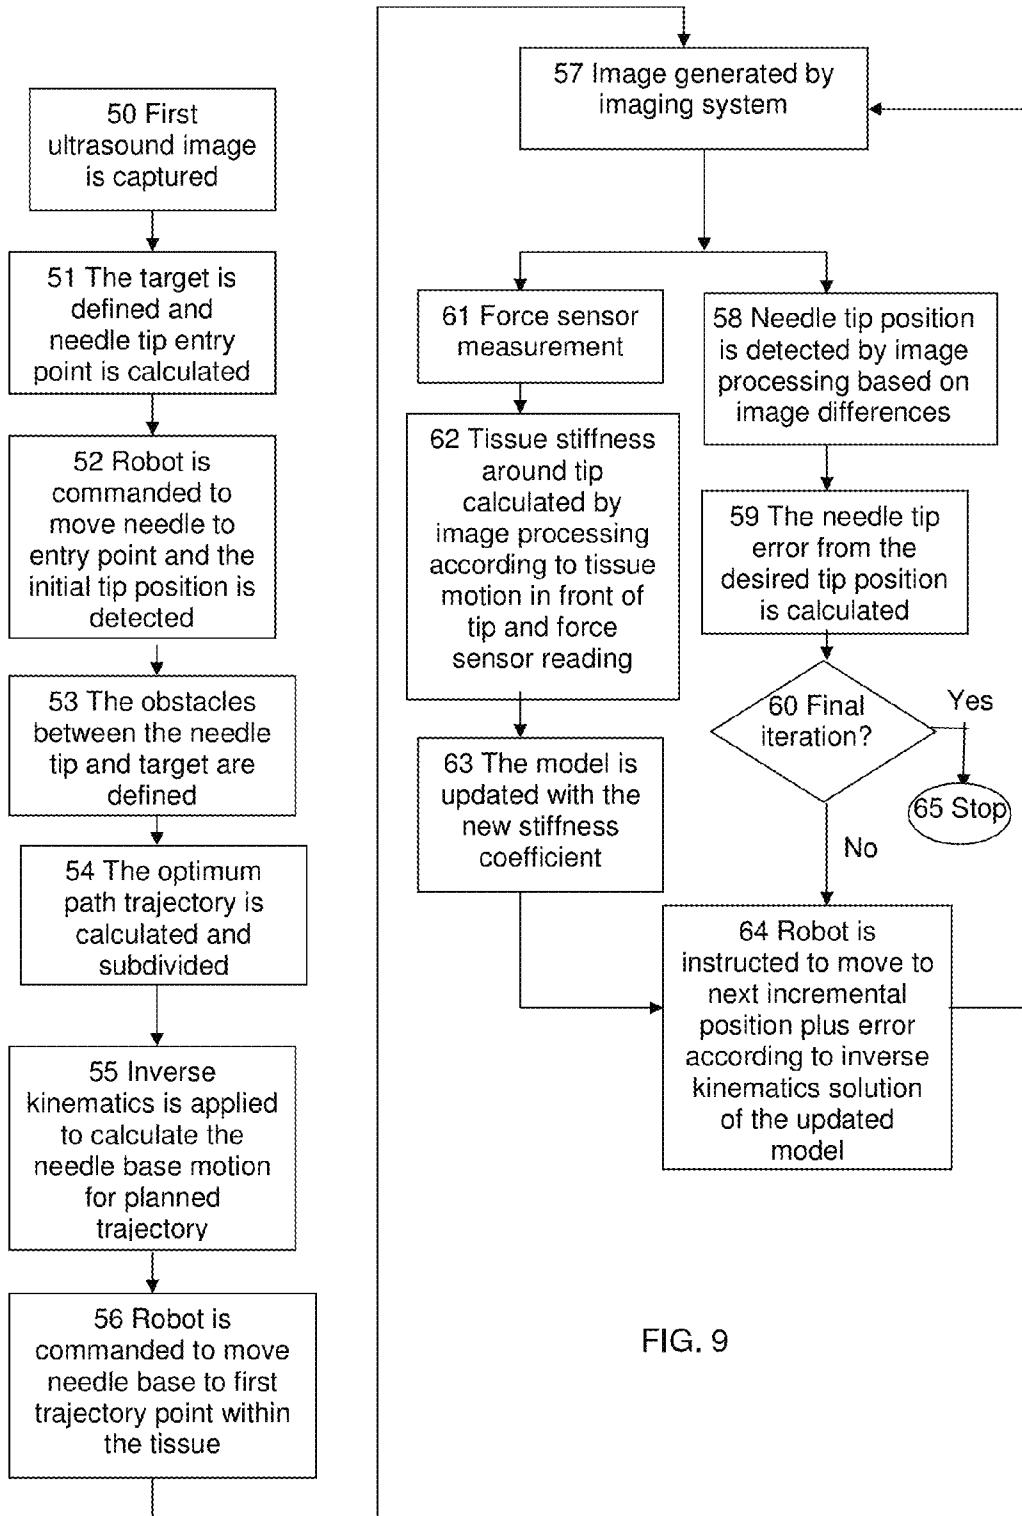 50 First
ultrasound image
is captured
51 The target is
defined and
needle tip entry
point is calculated
52 Robot is
commanded to
move needle to
entry point and the
initial tip position is
detected
53 The obstacles
between the needle
tip and target are
defined
54 The optimum
path trajectory is
calculated and
subdivided
55 Inverse
kinematics is applied
to calculate the
needle base motion
for planned
trajectory
56 Robot is
commanded to move
needle base to first
trajectory point within
the tissue
57 Image generated by
imaging system
61 Force sensor
measurement
62 Tissue stiffness
around tip
calculated by
image processing
according to tissue
motion in front of
tip and force
sensor reading
63 The model is
updated with the
new stiffness
coefficient
58 Needle tip position
is detected by image
processing based on
image differences
59 The needle tip
error from the
desired tip position
is calculated
60 Final
iteration?
Yes
65 Stop
No
64 Robot is
instructed to move to
next incremental
position plus error
according to inverse
kinematics solution
of the updated
model
FIG. 9